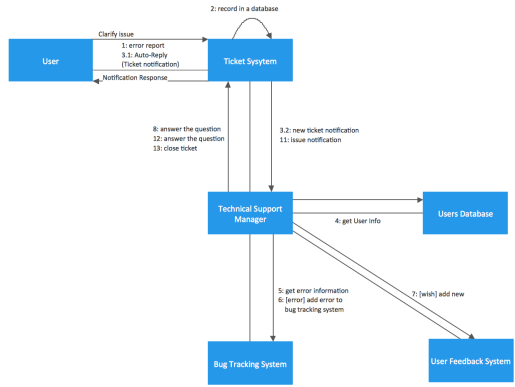 2: record in a database
Clarify issue
1: error report
3.1: Auto-Reply
(Ticket notification)
Notification Response
User
Ticket Sysytem
8: answer the question
12: answer the question
13: close ticket
3.2: new ticket notification
11: issue notification
Technical Support
Manager
4: get User Info
Users Database
5: get error information
6: [error] add error to
bug tracking system
7: [wish] add new
Bug Tracking System
User Feedback System